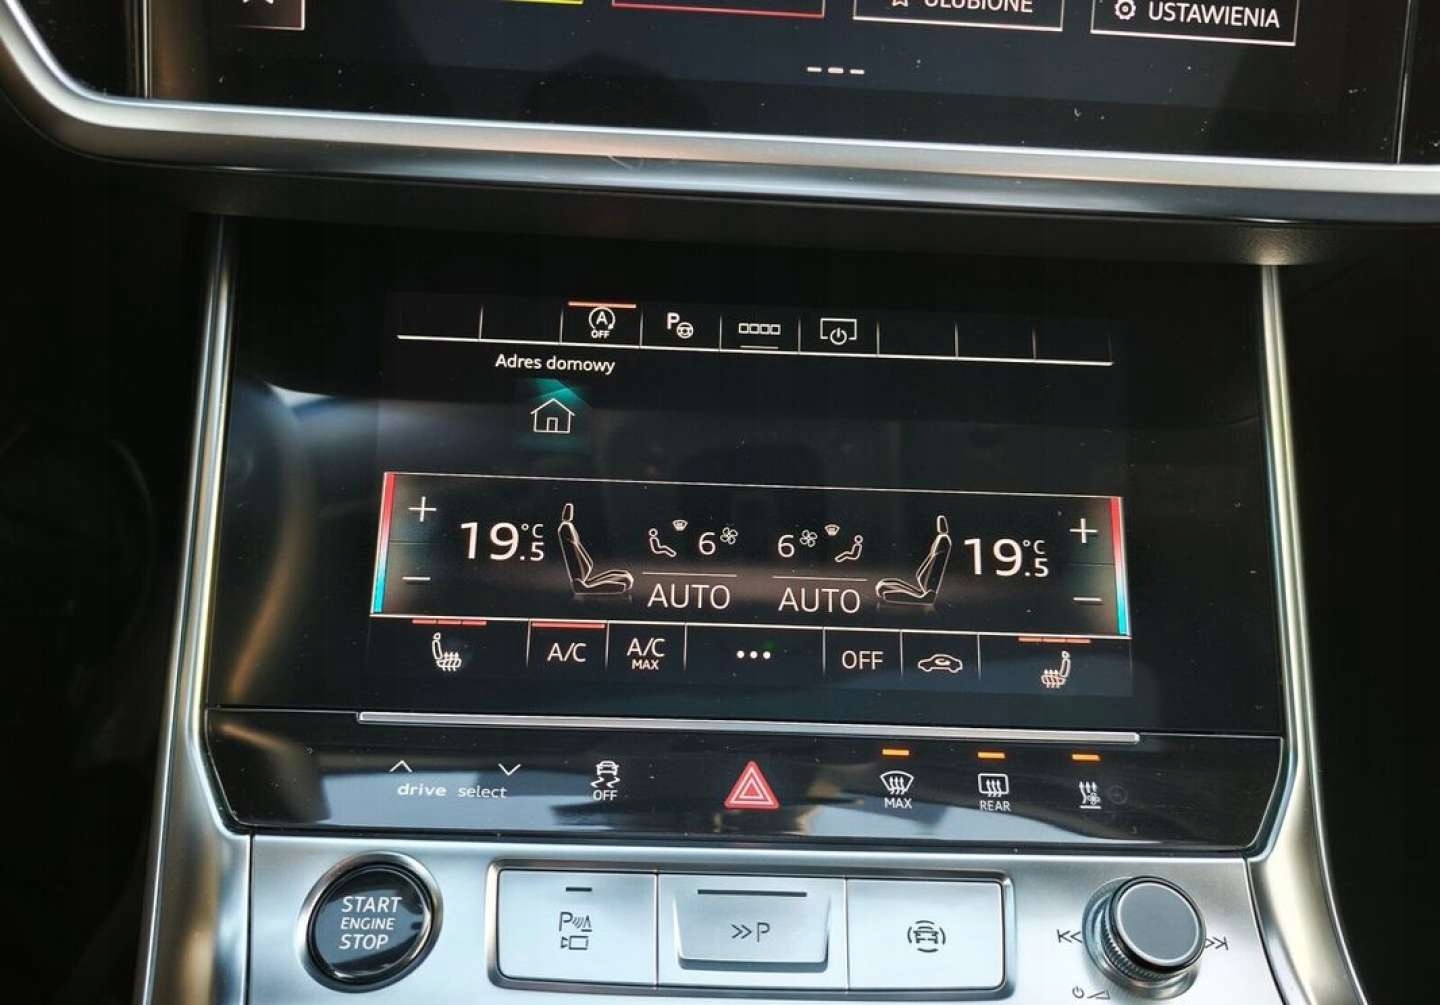 ULUBIONE
USTAWIENIA
A
OFF
P
Adres domowy
+ 19.5 °C 6 6 19.5 °C +
− AUTO AUTO −
A/C A/C MAX ••• OFF
drive select
OFF
MAX
REAR
START
ENGINE
STOP
P
>>P